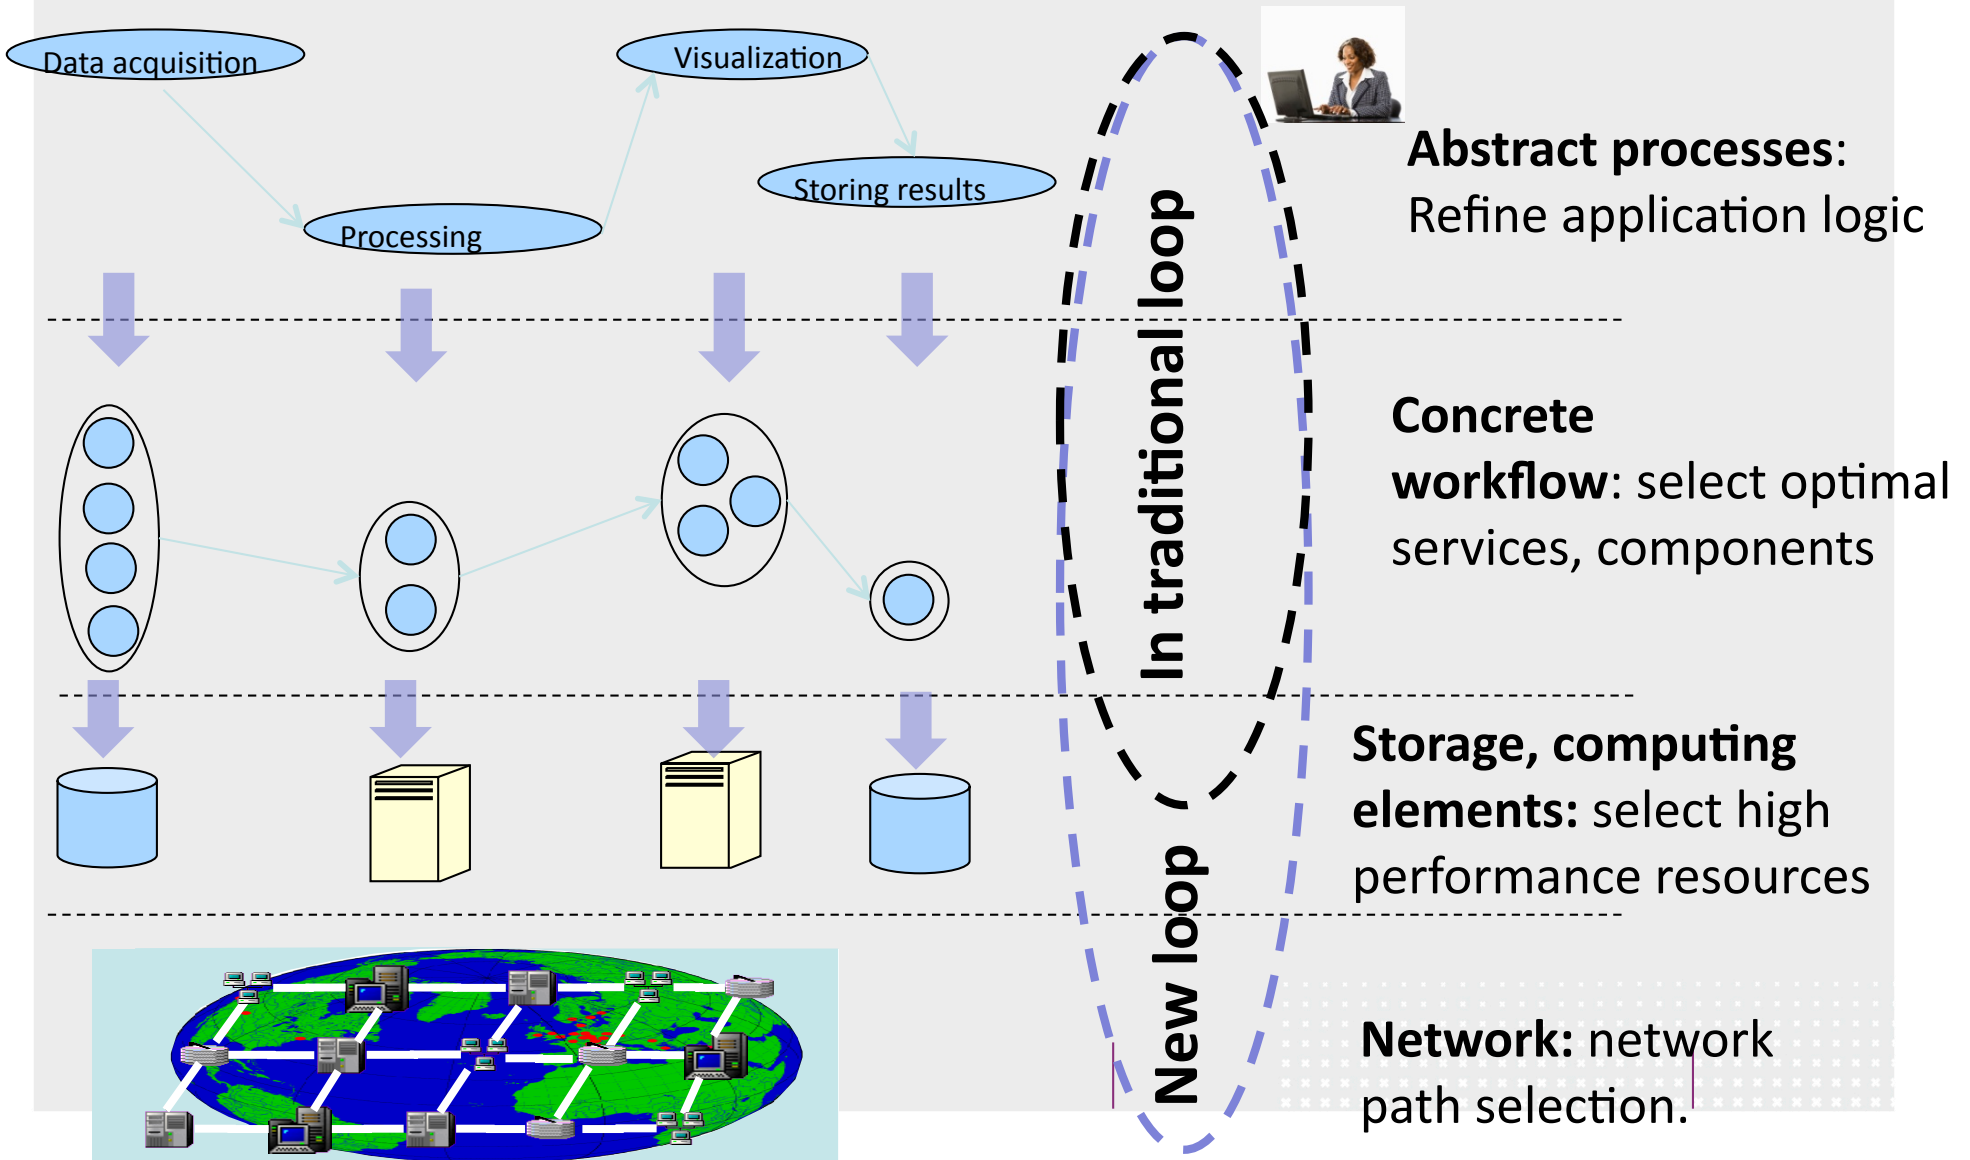 Data acquisition
Visualization
Storing results
Processing
In traditional loop
New loop
Abstract processes:
Refine application logic
Concrete
workflow: select optimal
services, components
Storage, computing
elements: select high
performance resources
Network: network
path selection.